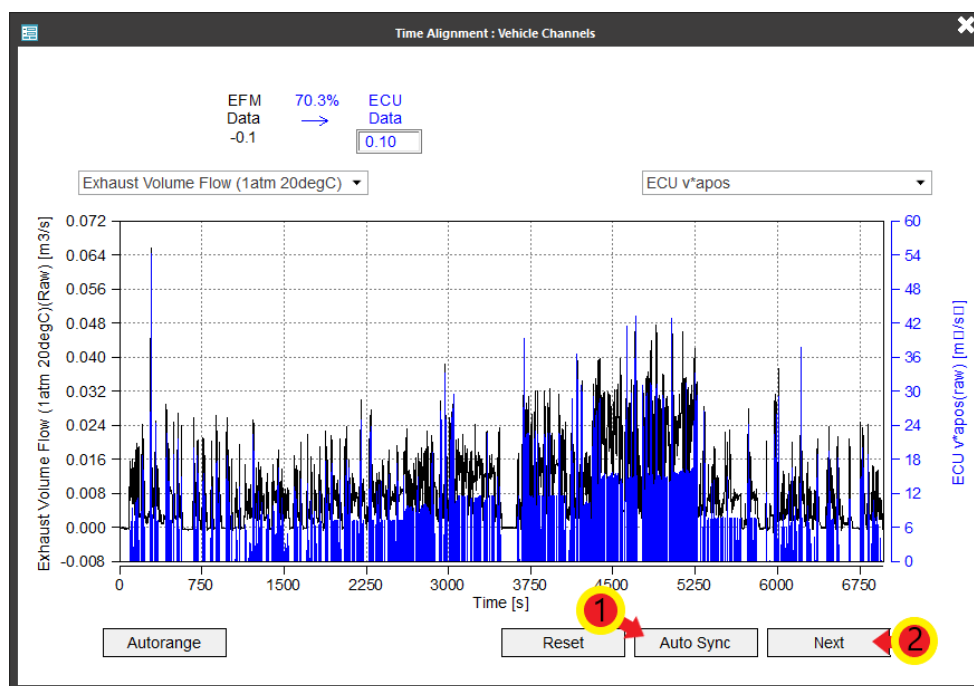 Time Alignment : Vehicle Channels
EFM 70.3% ECU
Data → Data
-0.1 0.10
Exhaust Volume Flow (1atm 20degC)
ECU v*apos
Exhaust Volume Flow (1atm 20degC)(Raw) [m3/s]
0.072
0.064
0.056
0.048
0.040
0.032
0.024
0.016
0.008
0.000
-0.008
60
54
48
42
36
30
24
18
12
6
0
ECU v*apos(raw) [m□/s□]
0 750 1500 2250 3000 3750 4500 5250 6000 6750
Time [s]
1
Autorange Reset Auto Sync Next 2